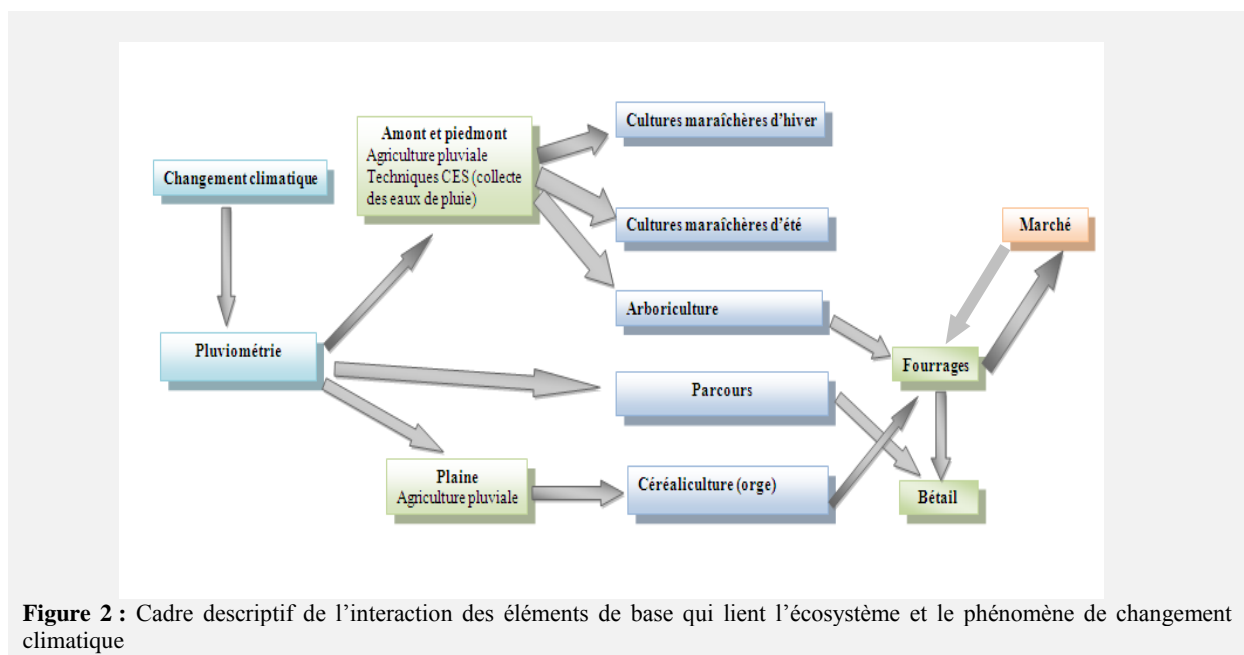 Changement climatique
Pluviométrie
Amont et piedmont
Agriculture pluviale
Techniques CES (collecte
des eaux de pluie)
Plaine
Agriculture pluviale
Cultures maraîchères d’hiver
Cultures maraîchères d’été
Arboriculture
Parcours
Céréaliculture (orge)
Marché
Fourrages
Bétail
Figure 2 : Cadre descriptif de l’interaction des éléments de base qui lient l’écosystème et le phénomène de changement
climatique